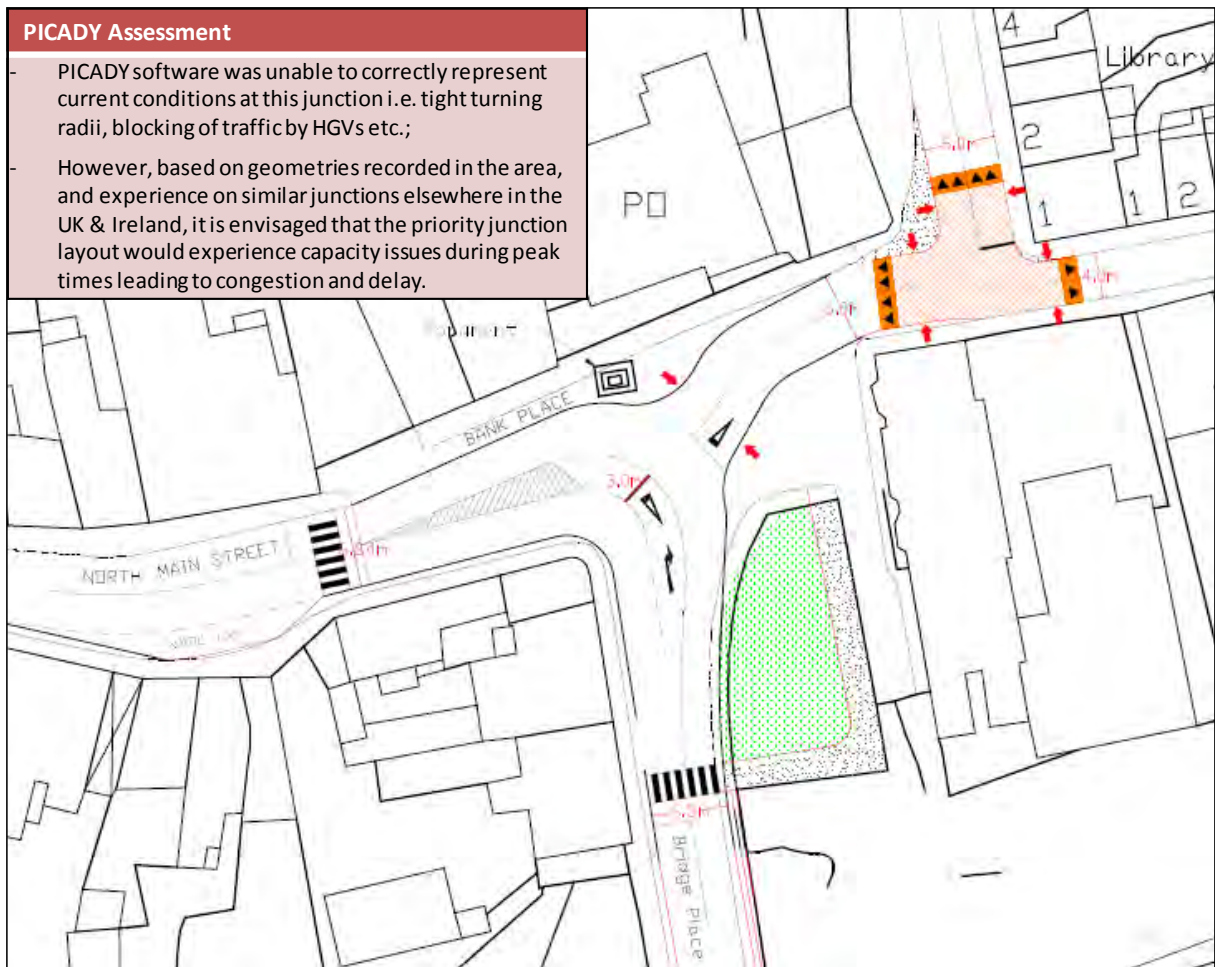 PICADY Assessment
- PICADY software was unable to correctly represent
current conditions at this junction i.e. tight turning
radii, blocking of traffic by HGVs etc.;
- However, based on geometries recorded in the area,
and experience on similar junctions elsewhere in the
UK & Ireland, it is envisaged that the priority junction
layout would experience capacity issues during peak
times leading to congestion and delay.
4
Library
2
1
1 2
PO
4.0m
BANK PLACE
3.0m
NORTH MAIN STREET
Bridge Place